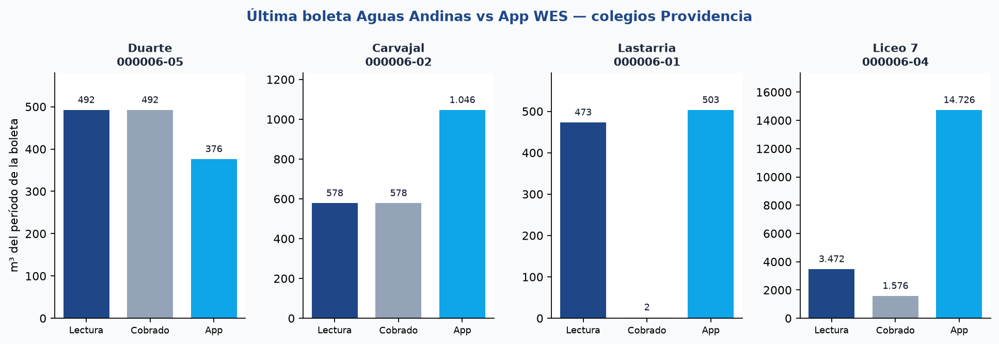 Última boleta Aguas Andinas vs App WES — colegios Providencia
m³ del período de la boleta
Duarte
000006-05
500
400
300
200
100
0
492
492
376
Lectura
Cobrado
App
Carvajal
000006-02
1200
1000
800
600
400
200
0
578
578
1.046
Lectura
Cobrado
App
Lastarria
000006-01
500
400
300
200
100
0
473
2
503
Lectura
Cobrado
App
Liceo 7
000006-04
16000
14000
12000
10000
8000
6000
4000
2000
0
3.472
1.576
14.726
Lectura
Cobrado
App